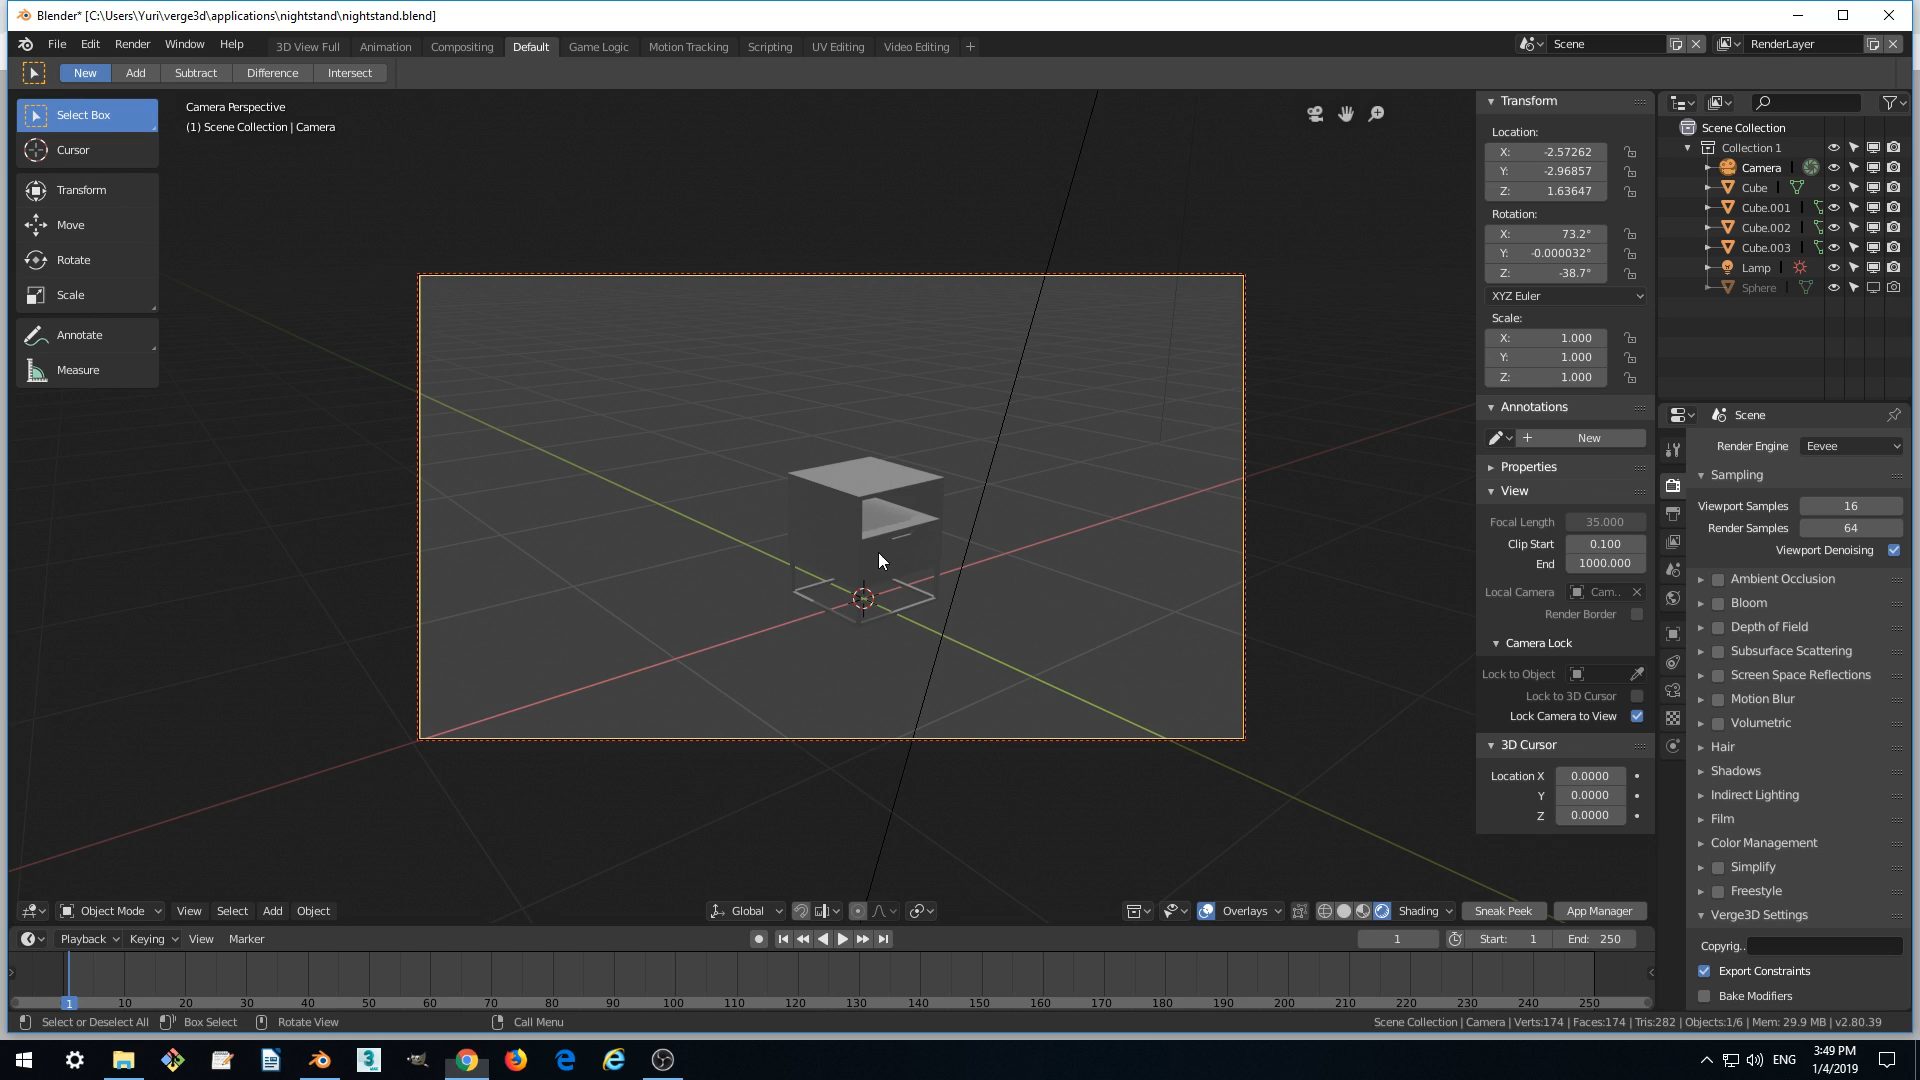 Blender* [C:\Users\Yuri\verge3d\applications\nightstand\nightstand.blend]
File Edit Render Window Help 3D View Full Animation Compositing Default Game Logic Motion Tracking Scripting UV Editing Video Editing + Scene RenderLayer
New Add Subtract Difference Intersect
Select Box
Cursor
Transform
Move
Rotate
Scale
Annotate
Measure
Camera Perspective
(1) Scene Collection | Camera
Transform
Location:
X: -2.57262
Y: -2.96857
Z: 1.63647
Rotation:
X: 73.2°
Y: -0.000032°
Z: -38.7°
XYZ Euler
Scale:
X: 1.000
Y: 1.000
Z: 1.000
Annotations
+ New
Properties
View
Focal Length 35.000
Clip Start 0.100
End 1000.000
Local Camera Cam..
Render Border
Camera Lock
Lock to Object
Lock to 3D Cursor
Lock Camera to View
3D Cursor
Location X 0.0000
Y 0.0000
Z 0.0000
Scene Collection
Collection 1
Camera
Cube
Cube.001
Cube.002
Cube.003
Lamp
Sphere
Scene
Render Engine Eevee
Sampling
Viewport Samples 16
Render Samples 64
Viewport Denoising
Ambient Occlusion
Bloom
Depth of Field
Subsurface Scattering
Screen Space Reflections
Motion Blur
Volumetric
Hair
Shadows
Indirect Lighting
Film
Color Management
Simplify
Freestyle
Verge3D Settings
Copyrig..
Export Constraints
Bake Modifiers
Object Mode View Select Add Object Global Overlays Shading Sneak Peek App Manager
Playback Keying View Marker 1 Start: 1 End: 250
1 10 20 30 40 50 60 70 80 90 100 110 120 130 140 150 160 170 180 190 200 210 220 230 240 250
Select or Deselect All Box Select Rotate View Call Menu Scene Collection | Camera | Verts:174 | Faces:174 | Tris:282 | Objects:1/6 | Mem: 29.9 MB | v2.80.39
ENG 3:49 PM
1/4/2019